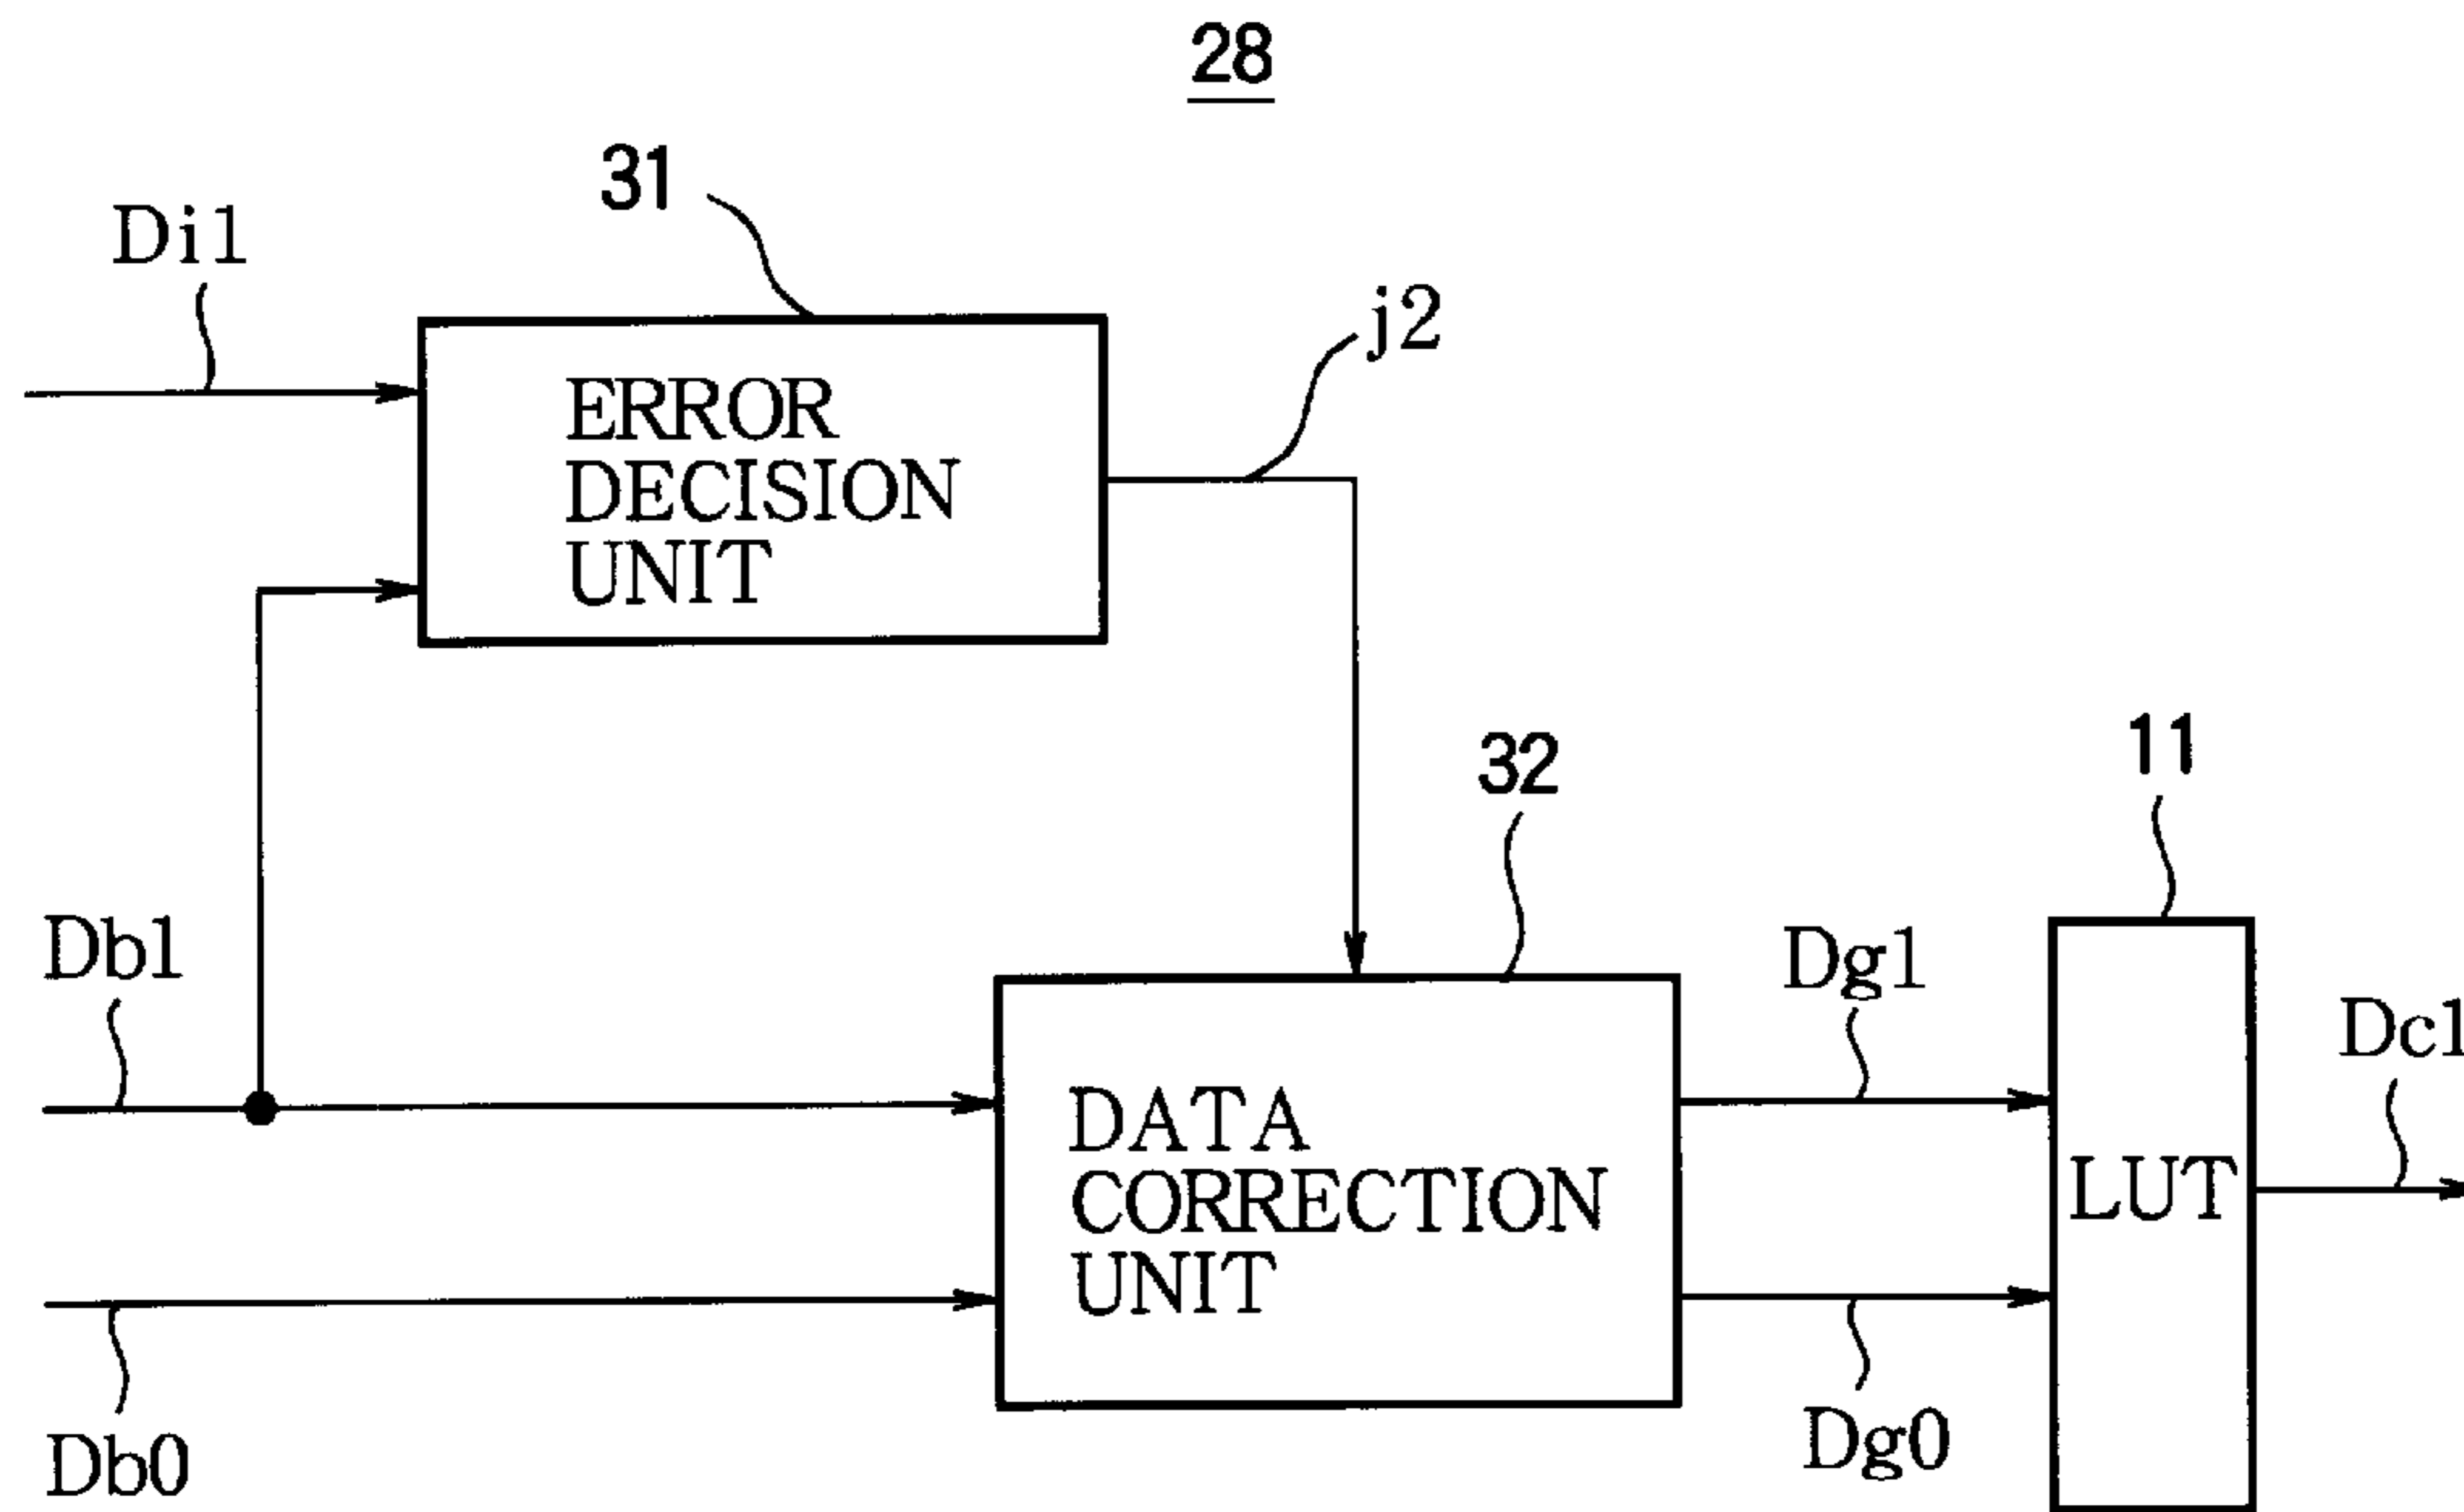 28
31
Di1
j2
ERROR
DECISION
UNIT
32
11
Db1
Dg1
Dc1
DATA
CORRECTION
UNIT
LUT
Db0
Dg0